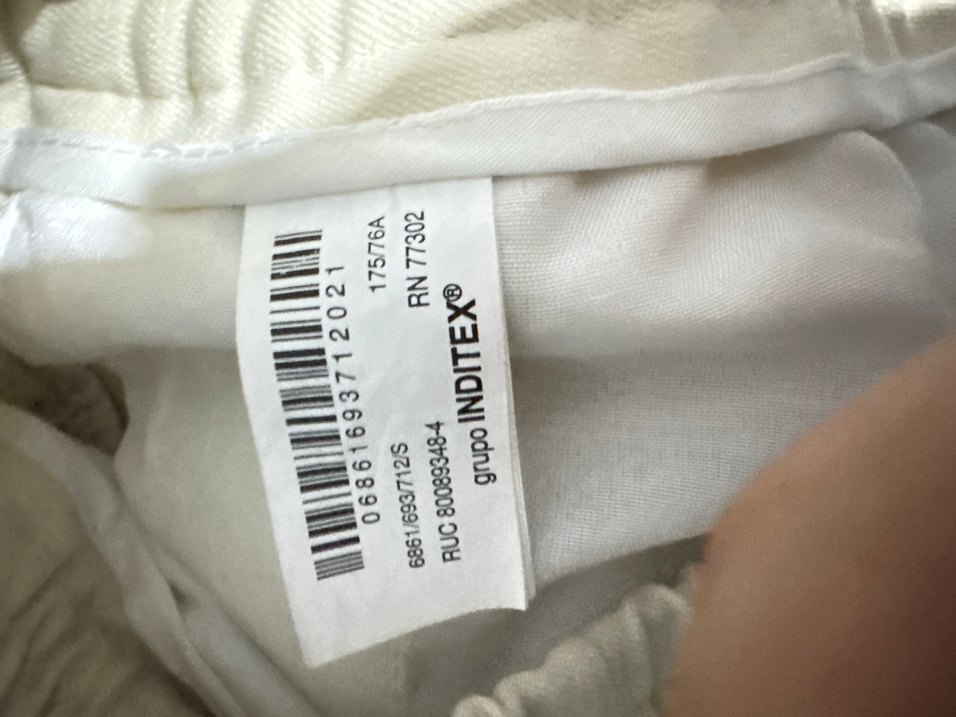 06861693712021
6861/693/712/S 175/76A
RUC 80089348-4 RN 77302
grupo INDITEX®